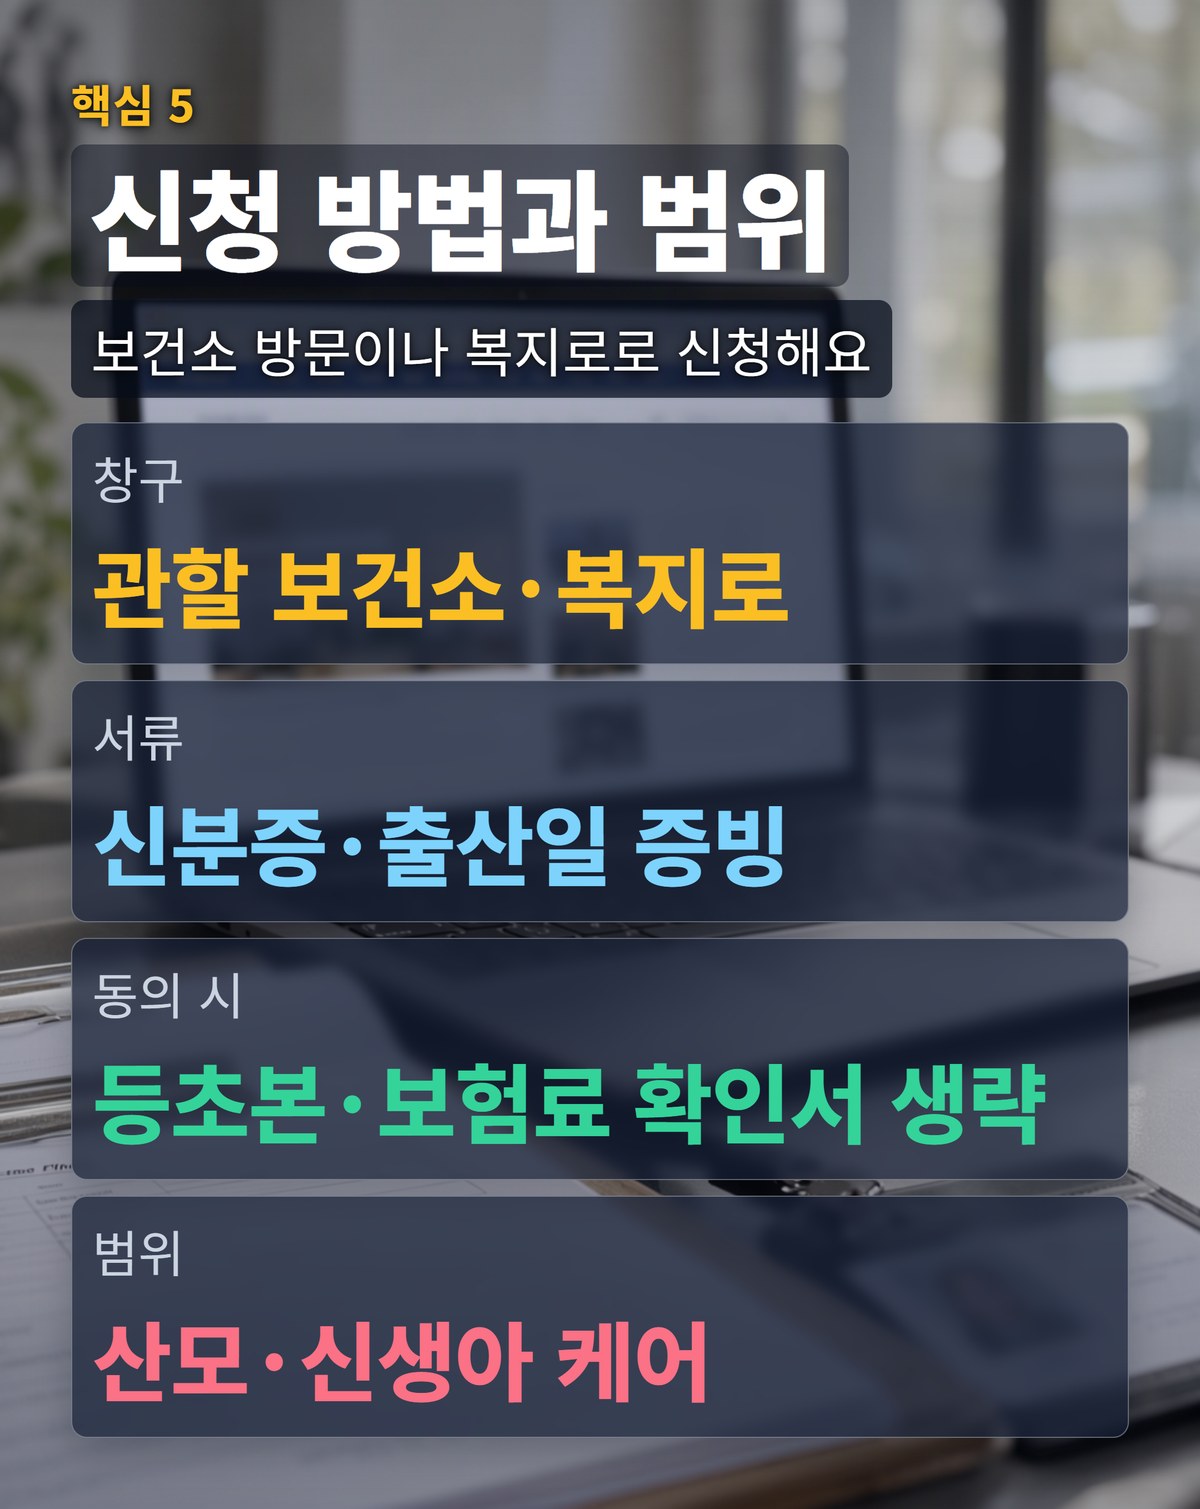 핵심 5
신청 방법과 범위
보건소 방문이나 복지로로 신청해요
창구
관할 보건소·복지로
서류
신분증·출산일 증빙
동의 시
등초본·보험료 확인서 생략
범위
산모·신생아 케어